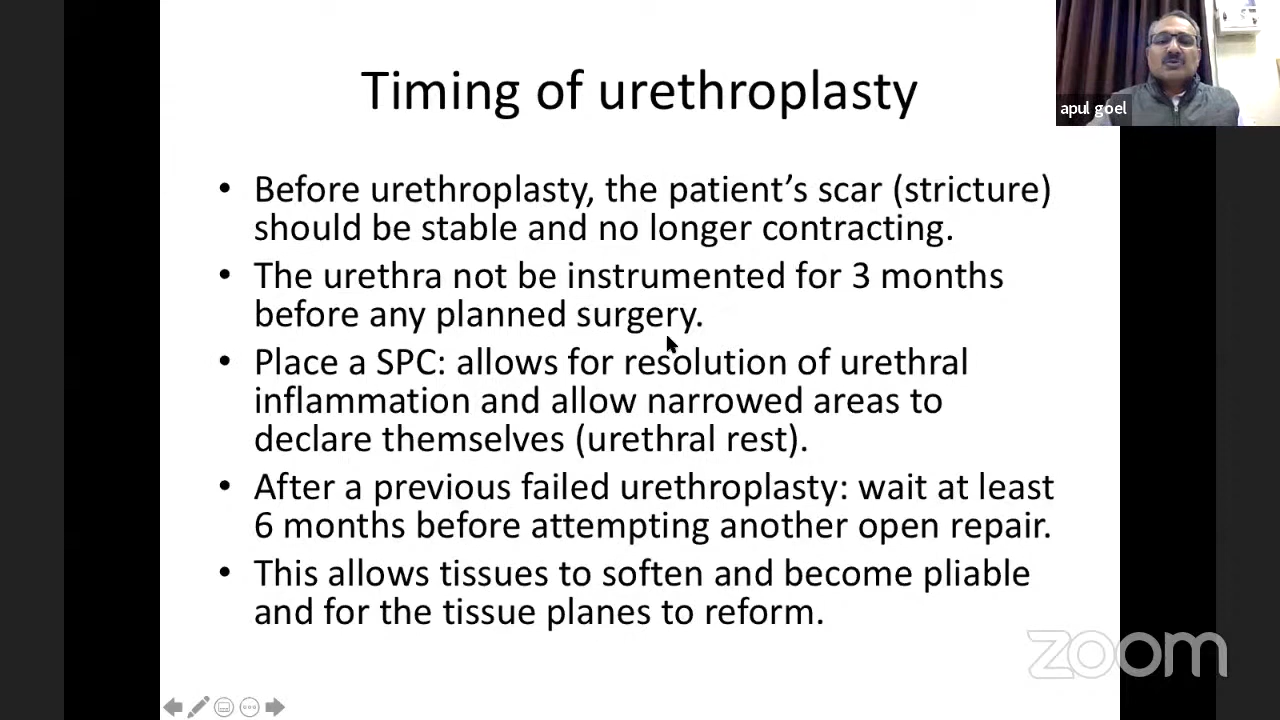 Timing of urethroplasty
apul goel
• Before urethroplasty, the patient’s scar (stricture)
should be stable and no longer contracting.
• The urethra not be instrumented for 3 months
before any planned surgery.
• Place a SPC: allows for resolution of urethral
inflammation and allow narrowed areas to
declare themselves (urethral rest).
• After a previous failed urethroplasty: wait at least
6 months before attempting another open repair.
• This allows tissues to soften and become pliable
and for the tissue planes to reform.
zoom